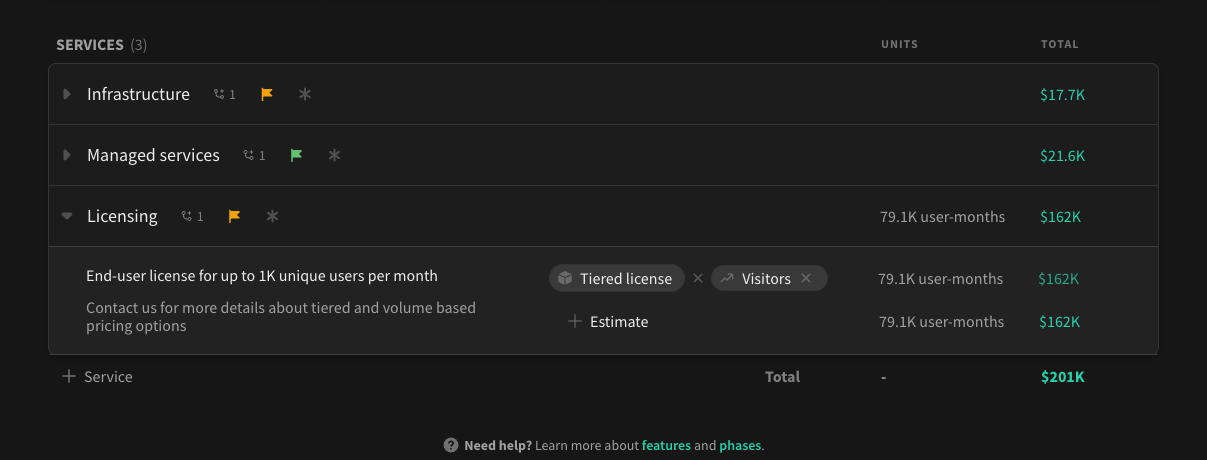 SERVICES (3) UNITS TOTAL
Infrastructure 1 $17.7K
Managed services 1 $21.6K
Licensing 1 79.1K user-months $162K
End-user license for up to 1K unique users per month Tiered license × Visitors × 79.1K user-months $162K
Contact us for more details about tiered and volume based
pricing options
+ Estimate 79.1K user-months $162K
+ Service Total - $201K
? Need help? Learn more about features and phases.